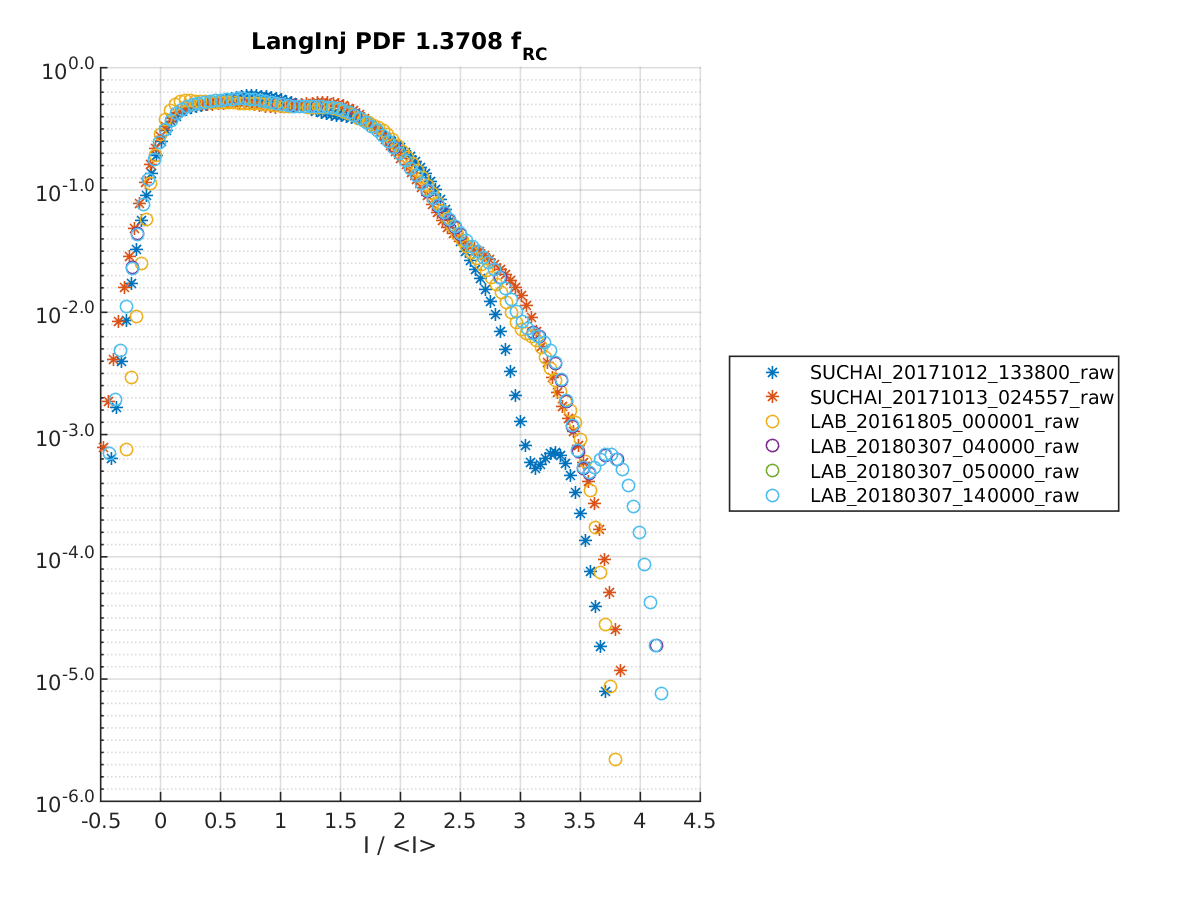 LangInj PDF 1.3708 f_RC
10^0.0
10^-1.0
10^-2.0
10^-3.0
10^-4.0
10^-5.0
10^-6.0
-0.5 0 0.5 1 1.5 2 2.5 3 3.5 4 4.5
I / <I>
SUCHAI_20171012_133800_raw
SUCHAI_20171013_024557_raw
LAB_20161805_000001_raw
LAB_20180307_040000_raw
LAB_20180307_050000_raw
LAB_20180307_140000_raw